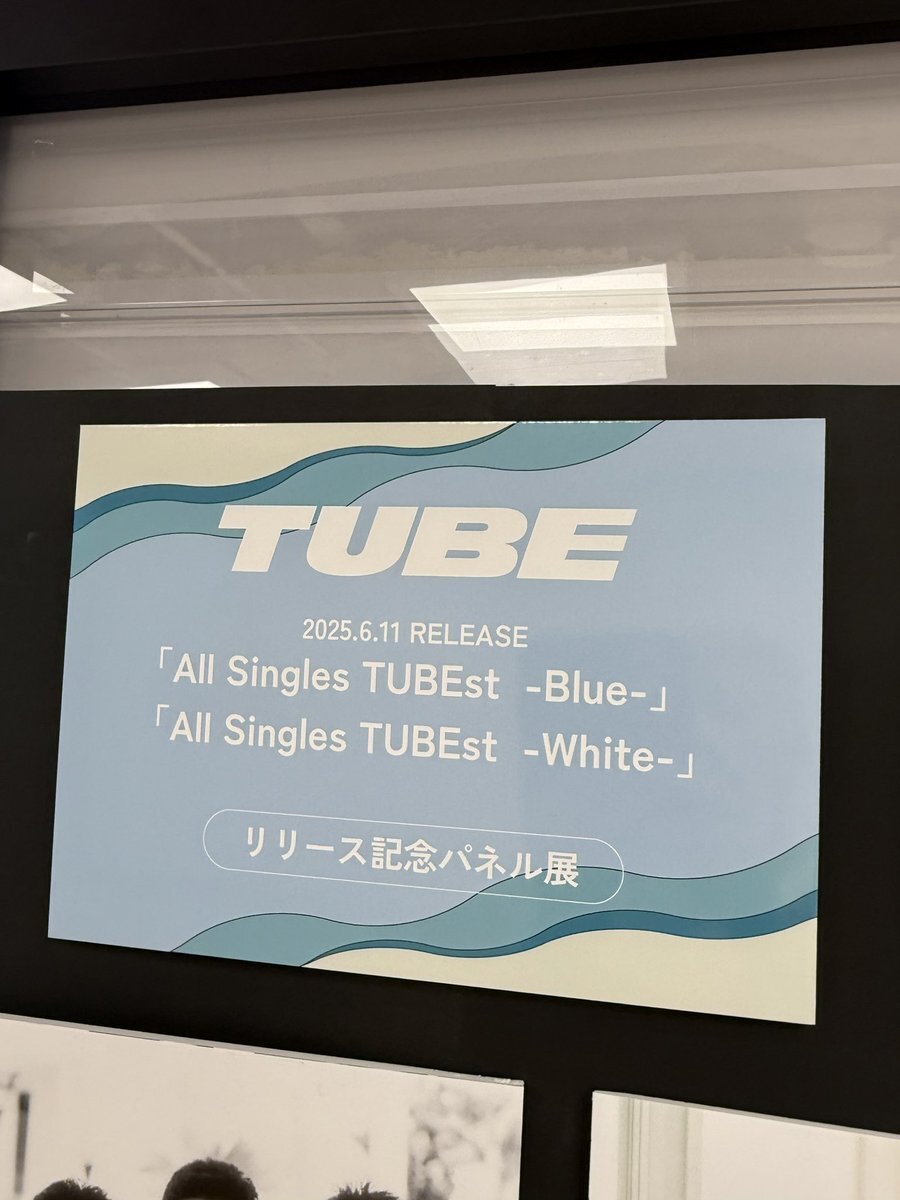 TUBE
2025.6.11 RELEASE
「All Singles TUBEst -Blue-」
「All Singles TUBEst -White-」
リリース記念パネル展